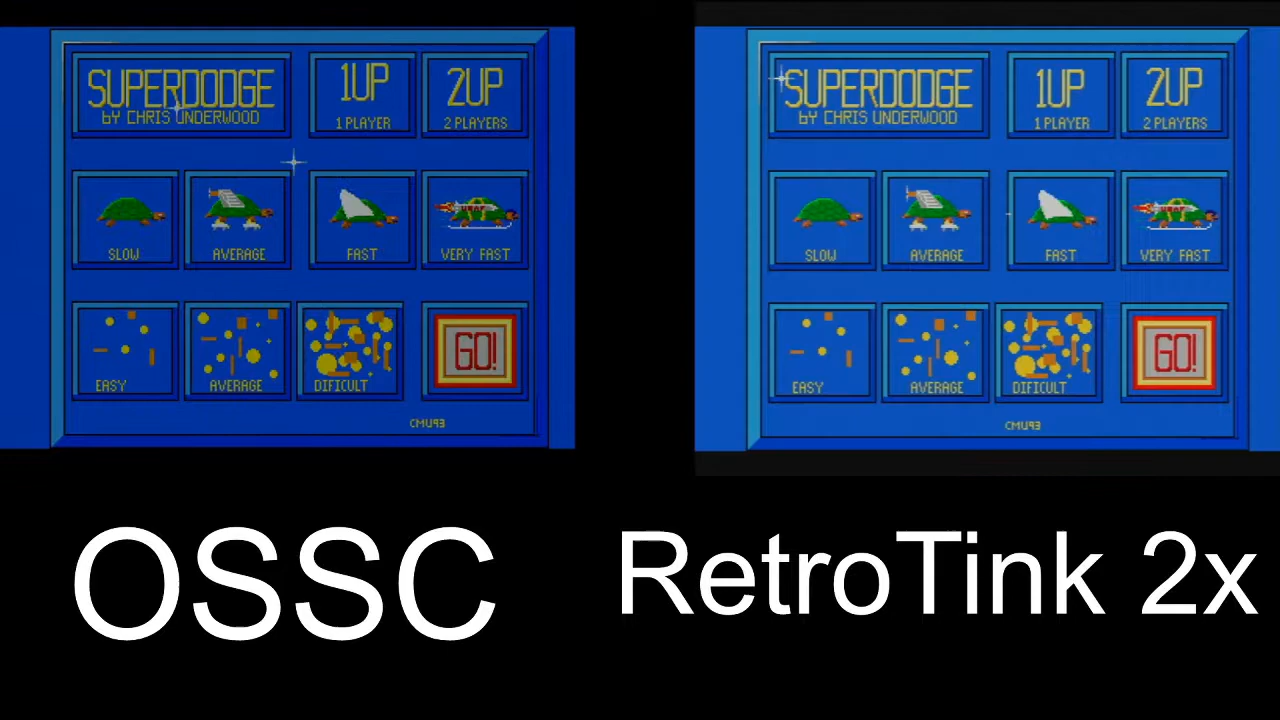 SUPERDODGE
bY CHRIS UNDERWOOD
1UP
1 PLAYER
2UP
2 PLAYERS
SLOW
AVERAGE
FAST
VERY FAST
EASY
AVERAGE
DIFICULT
GO!
CMU93
SUPERDODGE
bY CHRIS UNDERWOOD
1UP
1 PLAYER
2UP
2 PLAYERS
SLOW
AVERAGE
FAST
VERY FAST
EASY
AVERAGE
DIFICULT
GO!
CMU93
OSSC
RetroTink 2x